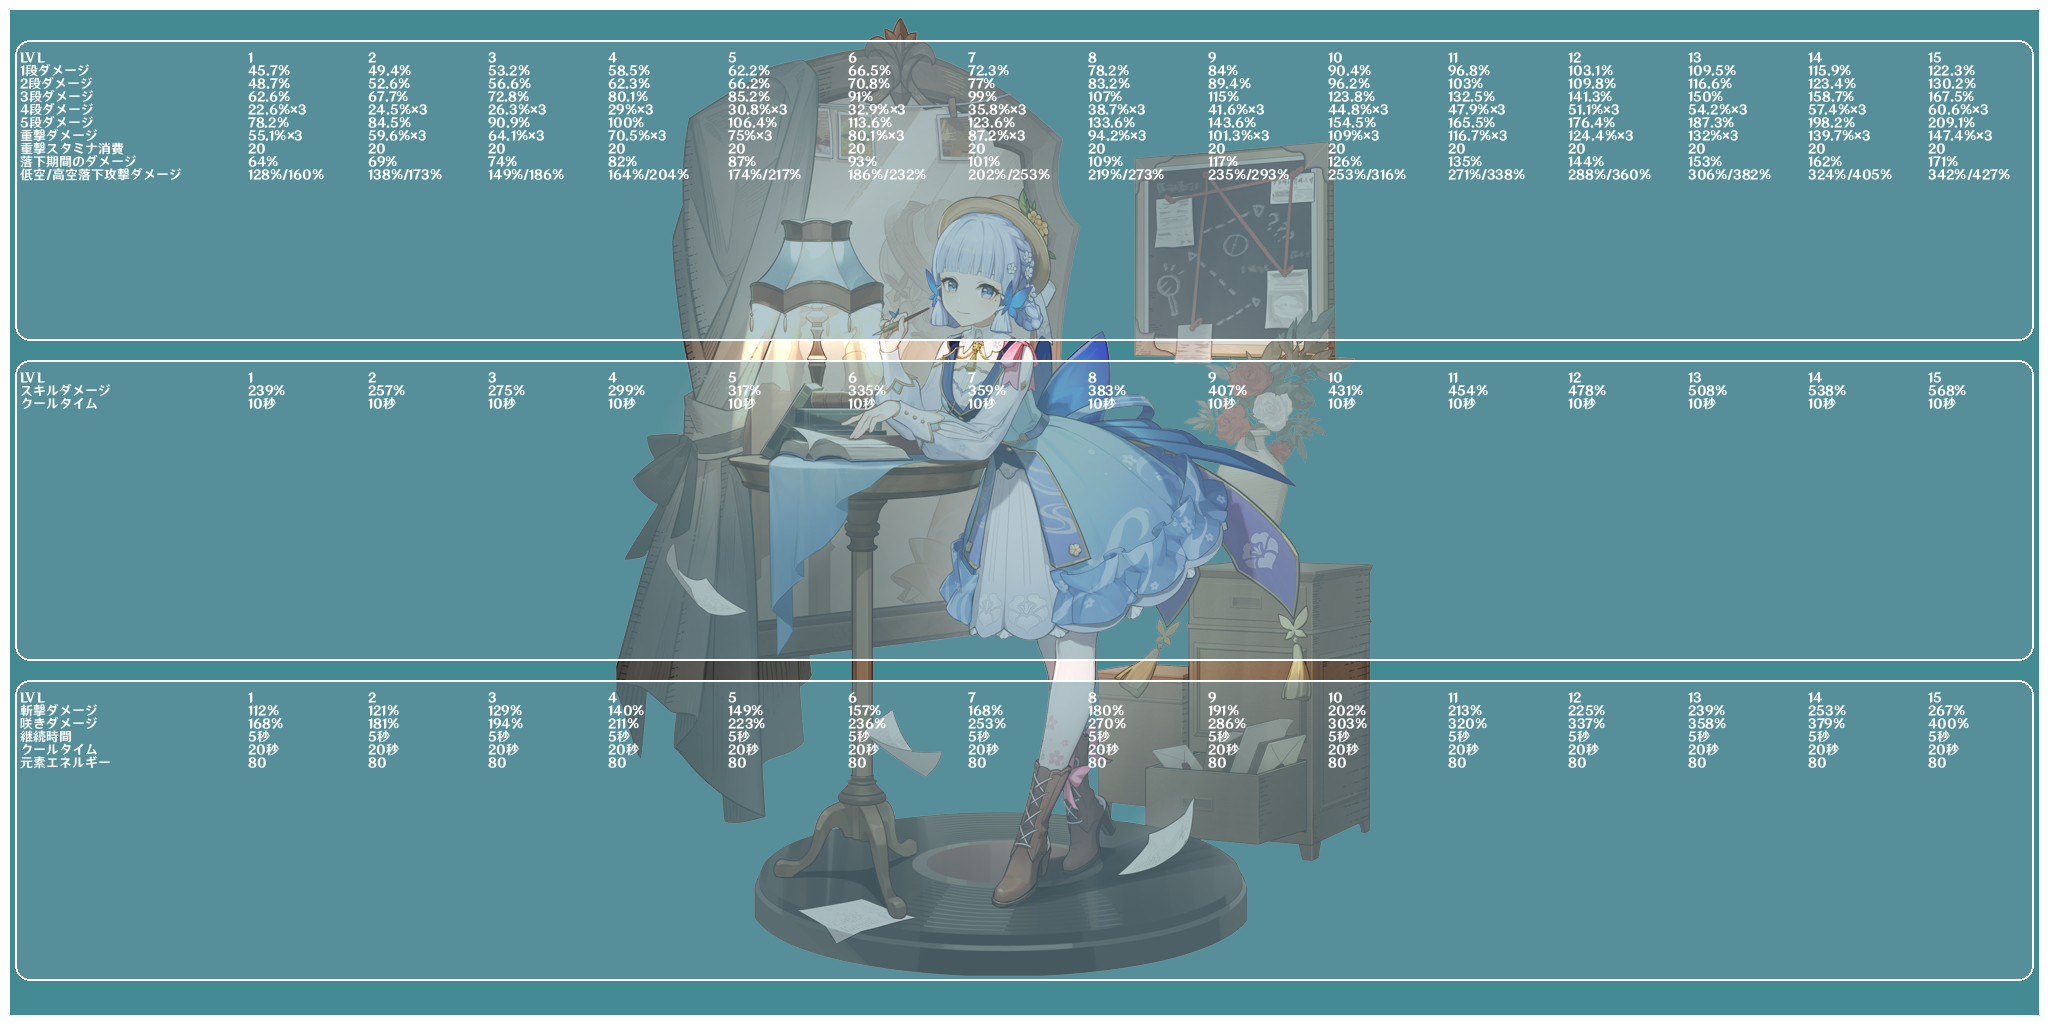 LVL 1 2 3 4 5 6 7 8 9 10 11 12 13 14 15
1段ダメージ 45.7% 49.4% 53.2% 58.5% 62.2% 66.5% 72.3% 78.2% 84% 90.4% 96.8% 103.1% 109.5% 115.9% 122.3%
2段ダメージ 48.7% 52.6% 56.6% 62.3% 66.2% 70.8% 77% 83.2% 89.4% 96.2% 103% 109.8% 116.6% 123.4% 130.2%
3段ダメージ 62.6% 67.7% 72.8% 80.1% 85.2% 91% 99% 107% 115% 123.8% 132.5% 141.3% 150% 158.7% 167.5%
4段ダメージ 22.6%×3 24.5%×3 26.3%×3 29%×3 30.8%×3 32.9%×3 35.8%×3 38.7%×3 41.6%×3 44.8%×3 47.9%×3 51.1%×3 54.2%×3 57.4%×3 60.6%×3
5段ダメージ 78.2% 84.5% 90.9% 100% 106.4% 113.6% 123.6% 133.6% 143.6% 154.5% 165.5% 176.4% 187.3% 198.2% 209.1%
重撃ダメージ 55.1%×3 59.6%×3 64.1%×3 70.5%×3 75%×3 80.1%×3 87.2%×3 94.2%×3 101.3%×3 109%×3 116.7%×3 124.4%×3 132%×3 139.7%×3 147.4%×3
重撃スタミナ消費 20 20 20 20 20 20 20 20 20 20 20 20 20 20 20
落下期間のダメージ 64% 69% 74% 82% 87% 93% 101% 109% 117% 126% 135% 144% 153% 162% 171%
低空/高空落下攻撃ダメージ 128%/160% 138%/173% 149%/186% 164%/204% 174%/217% 186%/232% 202%/253% 219%/273% 235%/293% 253%/316% 271%/338% 288%/360% 306%/382% 324%/405% 342%/427%
LVL 1 2 3 4 5 6 7 8 9 10 11 12 13 14 15
スキルダメージ 239% 257% 275% 299% 317% 335% 359% 383% 407% 431% 454% 478% 508% 538% 568%
クールタイム 10秒 10秒 10秒 10秒 10秒 10秒 10秒 10秒 10秒 10秒 10秒 10秒 10秒 10秒 10秒
LVL 1 2 3 4 5 6 7 8 9 10 11 12 13 14 15
斬撃ダメージ 112% 121% 129% 140% 149% 157% 168% 180% 191% 202% 213% 225% 239% 253% 267%
咲きダメージ 168% 181% 194% 211% 223% 236% 253% 270% 286% 303% 320% 337% 358% 379% 400%
継続時間 5秒 5秒 5秒 5秒 5秒 5秒 5秒 5秒 5秒 5秒 5秒 5秒 5秒 5秒 5秒
クールタイム 20秒 20秒 20秒 20秒 20秒 20秒 20秒 20秒 20秒 20秒 20秒 20秒 20秒 20秒 20秒
元素エネルギー 80 80 80 80 80 80 80 80 80 80 80 80 80 80 80